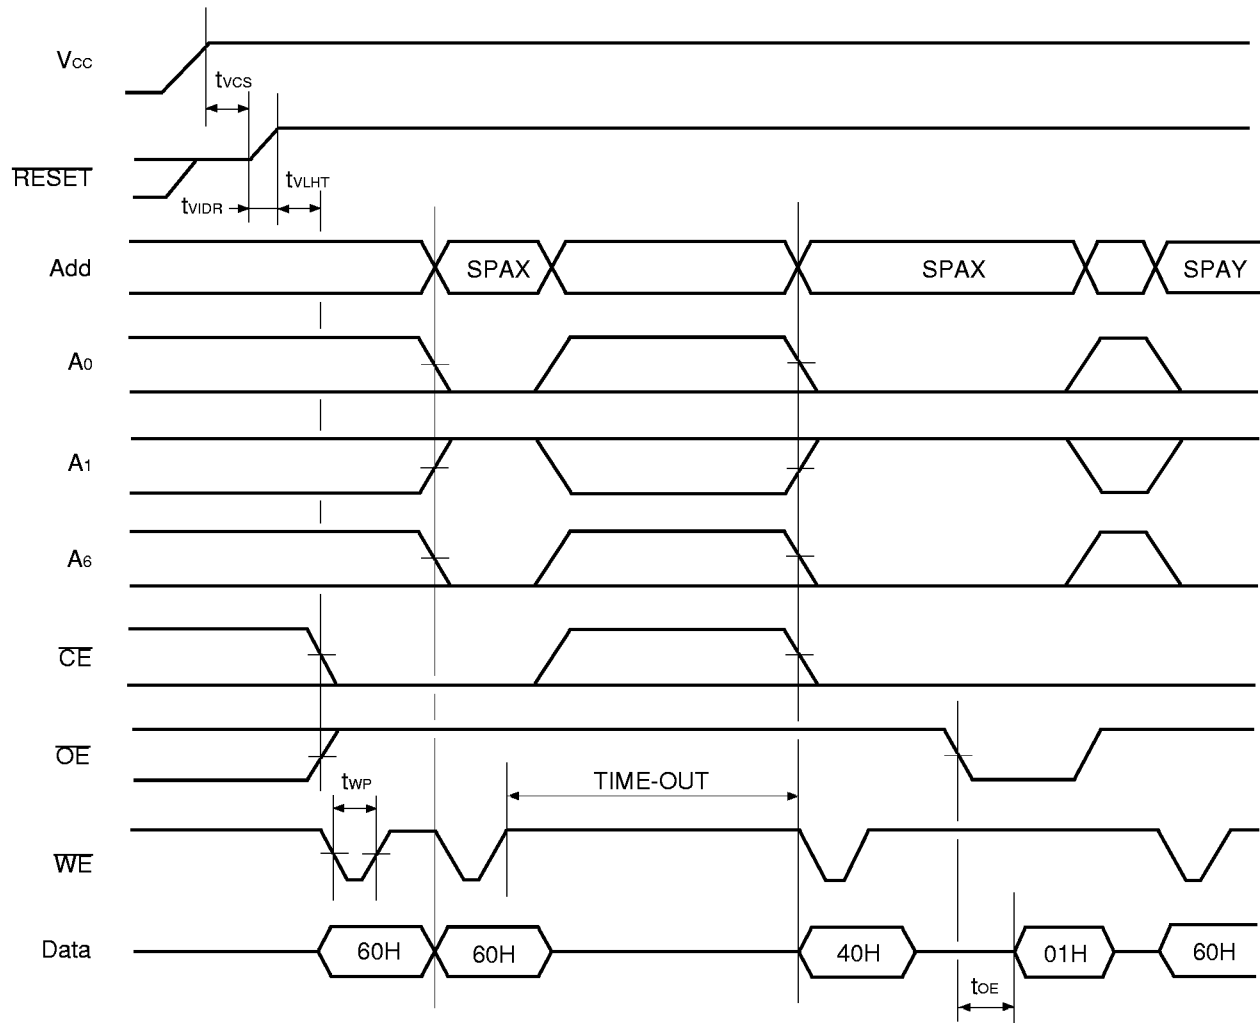 VCC
tVCS
RESET
tVLHT
tVIDR
Add
SPAX
SPAX
SPAY
A0
A1
A6
CE
OE
tWP
TIME-OUT
WE
Data
60H
60H
40H
01H
60H
tOE